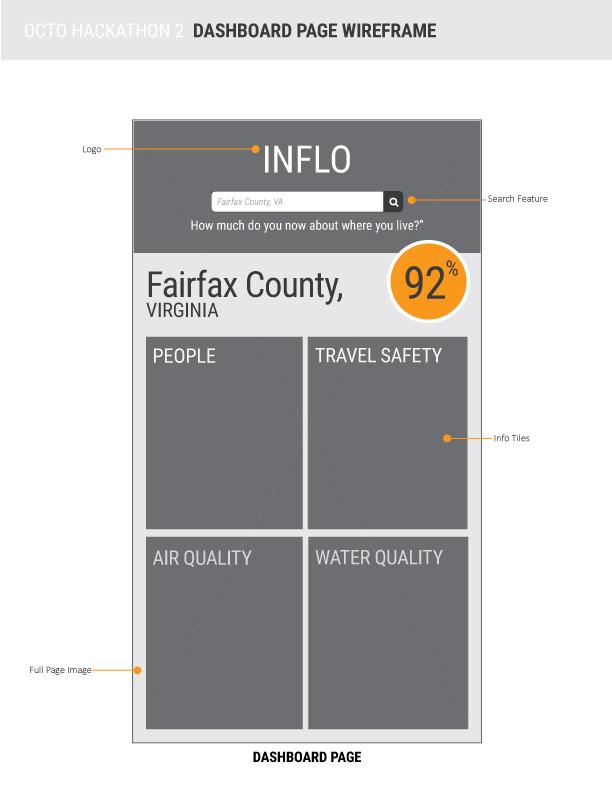 OCTO HACKATHON 2 DASHBOARD PAGE WIREFRAME
Logo
INFLO
Fairfax County, VA
Search Feature
How much do you now about where you live?"
Fairfax County,
VIRGINIA
92%
PEOPLE
TRAVEL SAFETY
Info Tiles
AIR QUALITY
WATER QUALITY
Full Page Image
DASHBOARD PAGE